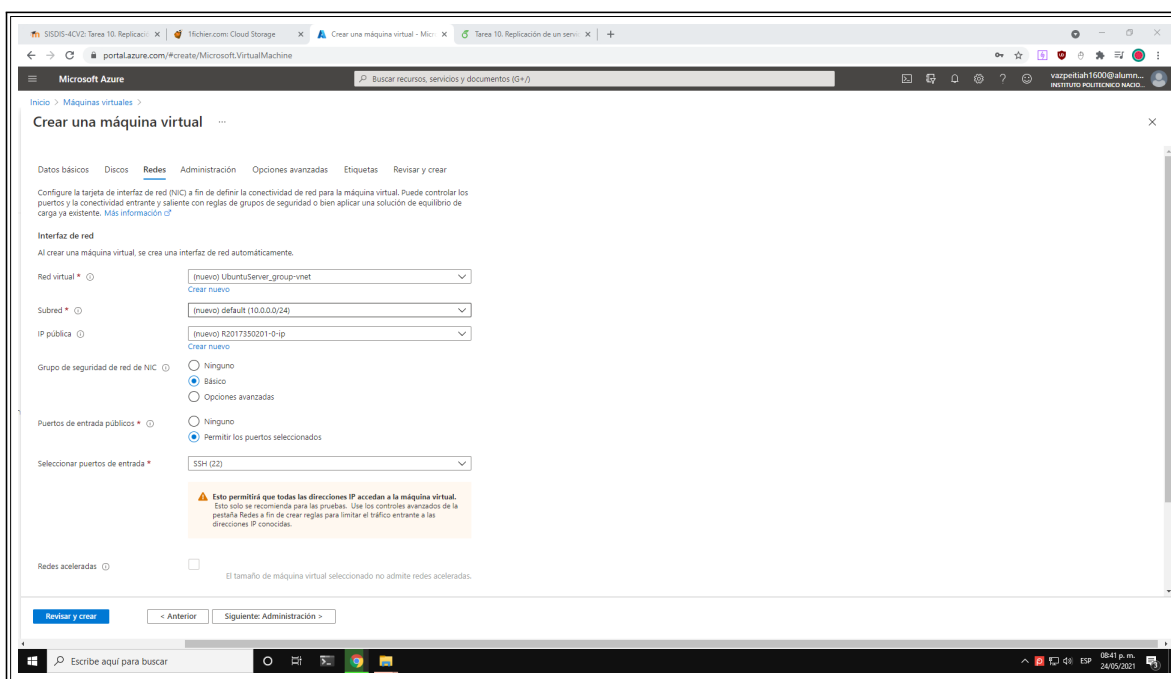 SISDIS-4CV2: Tarea 10. Replicaci
1fichier.com: Cloud Storage
Crear una máquina virtual - Micr
Tarea 10. Replicación de un servi
portal.azure.com/#create/Microsoft.VirtualMachine
Microsoft Azure
Buscar recursos, servicios y documentos (G+/)
vazpeitiah1600@alumn...
INSTITUTO POLITECNICO NACIO...
Inicio > Máquinas virtuales >
Crear una máquina virtual ...
Datos básicos Discos Redes Administración Opciones avanzadas Etiquetas Revisar y crear
Configure la tarjeta de interfaz de red (NIC) a fin de definir la conectividad de red para la máquina virtual. Puede controlar los
puertos y la conectividad entrante y saliente con reglas de grupos de seguridad o bien aplicar una solución de equilibrio de
carga ya existente. Más información
Interfaz de red
Al crear una máquina virtual, se crea una interfaz de red automáticamente.
Red virtual * (nuevo) UbuntuServer_group-vnet
Crear nuevo
Subred * (nuevo) default (10.0.0.0/24)
IP pública (nuevo) R2017350201-0-ip
Crear nuevo
Grupo de seguridad de red de NIC Ninguno
Básico
Opciones avanzadas
Puertos de entrada públicos * Ninguno
Permitir los puertos seleccionados
Seleccionar puertos de entrada * SSH (22)
Esto permitirá que todas las direcciones IP accedan a la máquina virtual.
Esto solo se recomienda para las pruebas. Use los controles avanzados de la
pestaña Redes a fin de crear reglas para limitar el tráfico entrante a las
direcciones IP conocidas.
Redes aceleradas
El tamaño de máquina virtual seleccionado no admite redes aceleradas.
Revisar y crear < Anterior Siguiente: Administración >
Escribe aquí para buscar
ESP
08:41 p. m.
24/05/2021
3